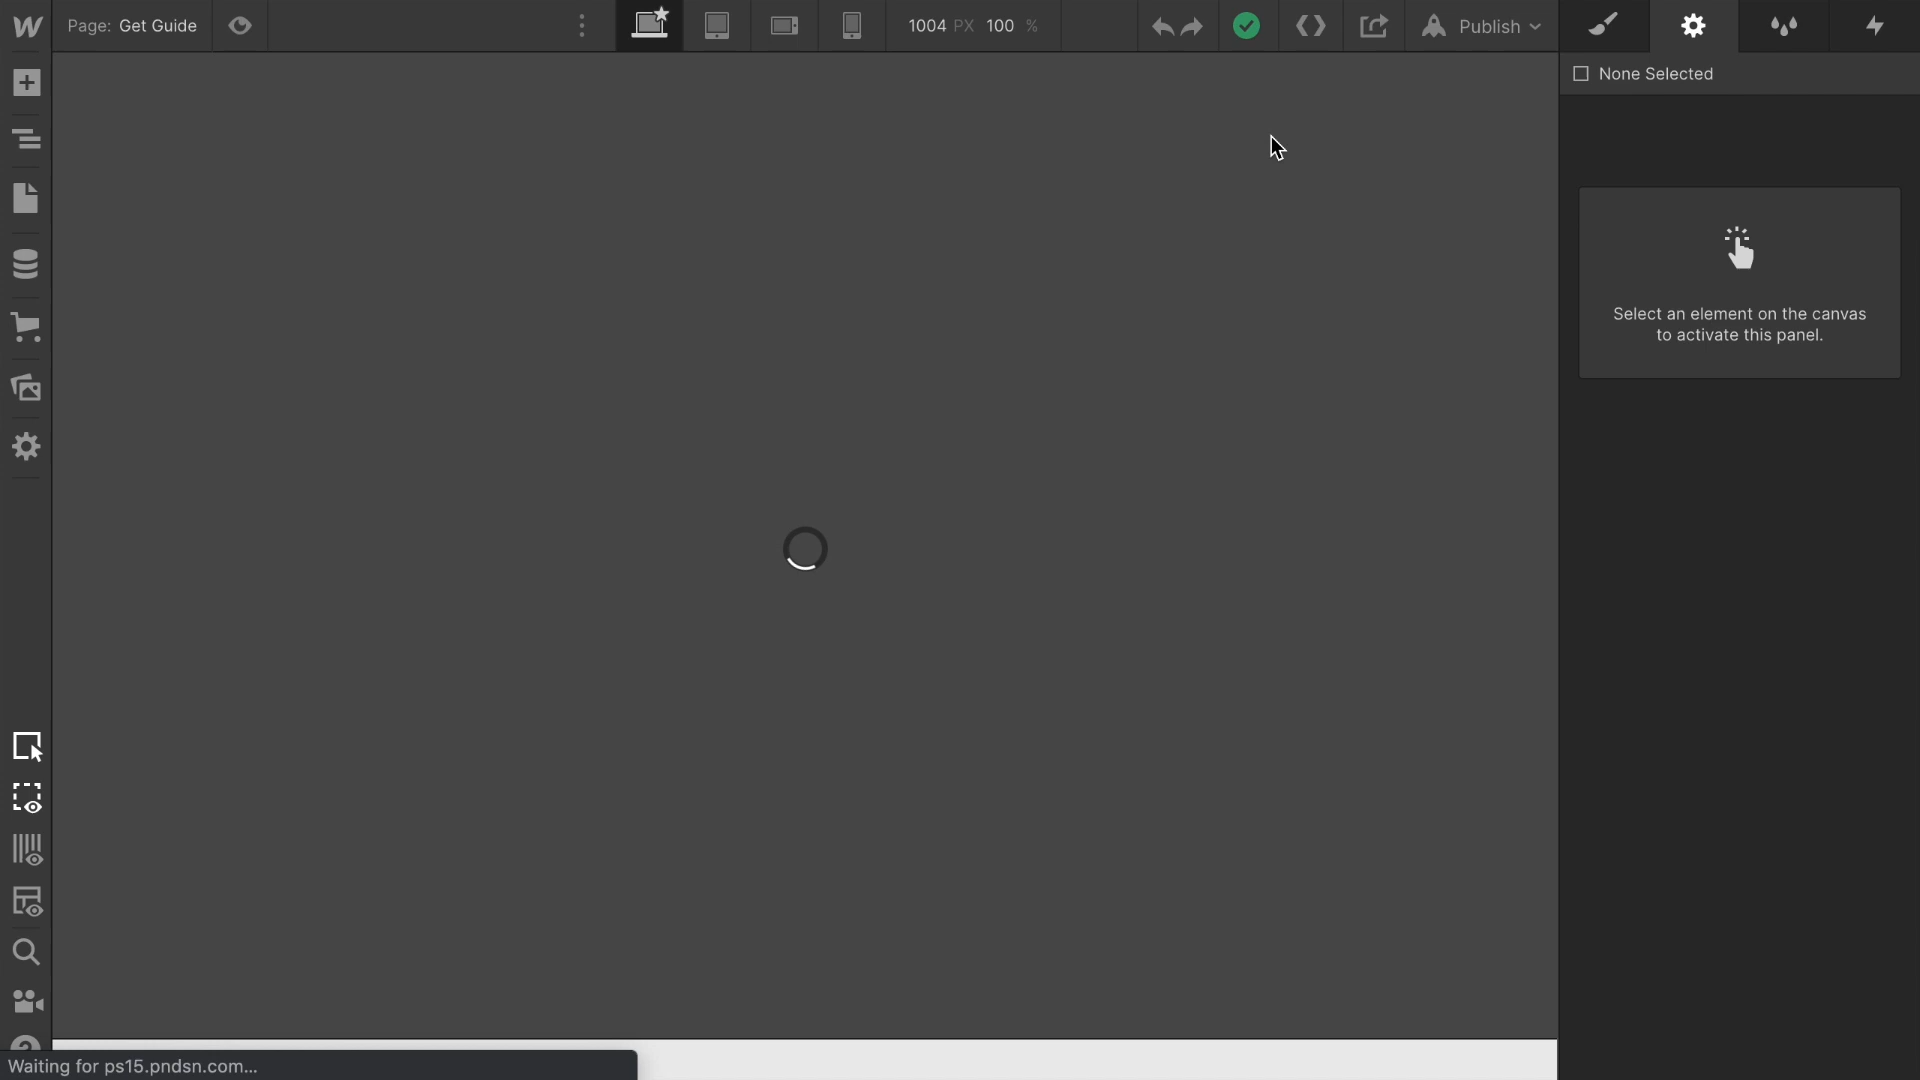 Page: Get Guide
1004 PX 100 %
Publish
None Selected
Select an element on the canvas
to activate this panel.
Waiting for ps15.pndsn.com...